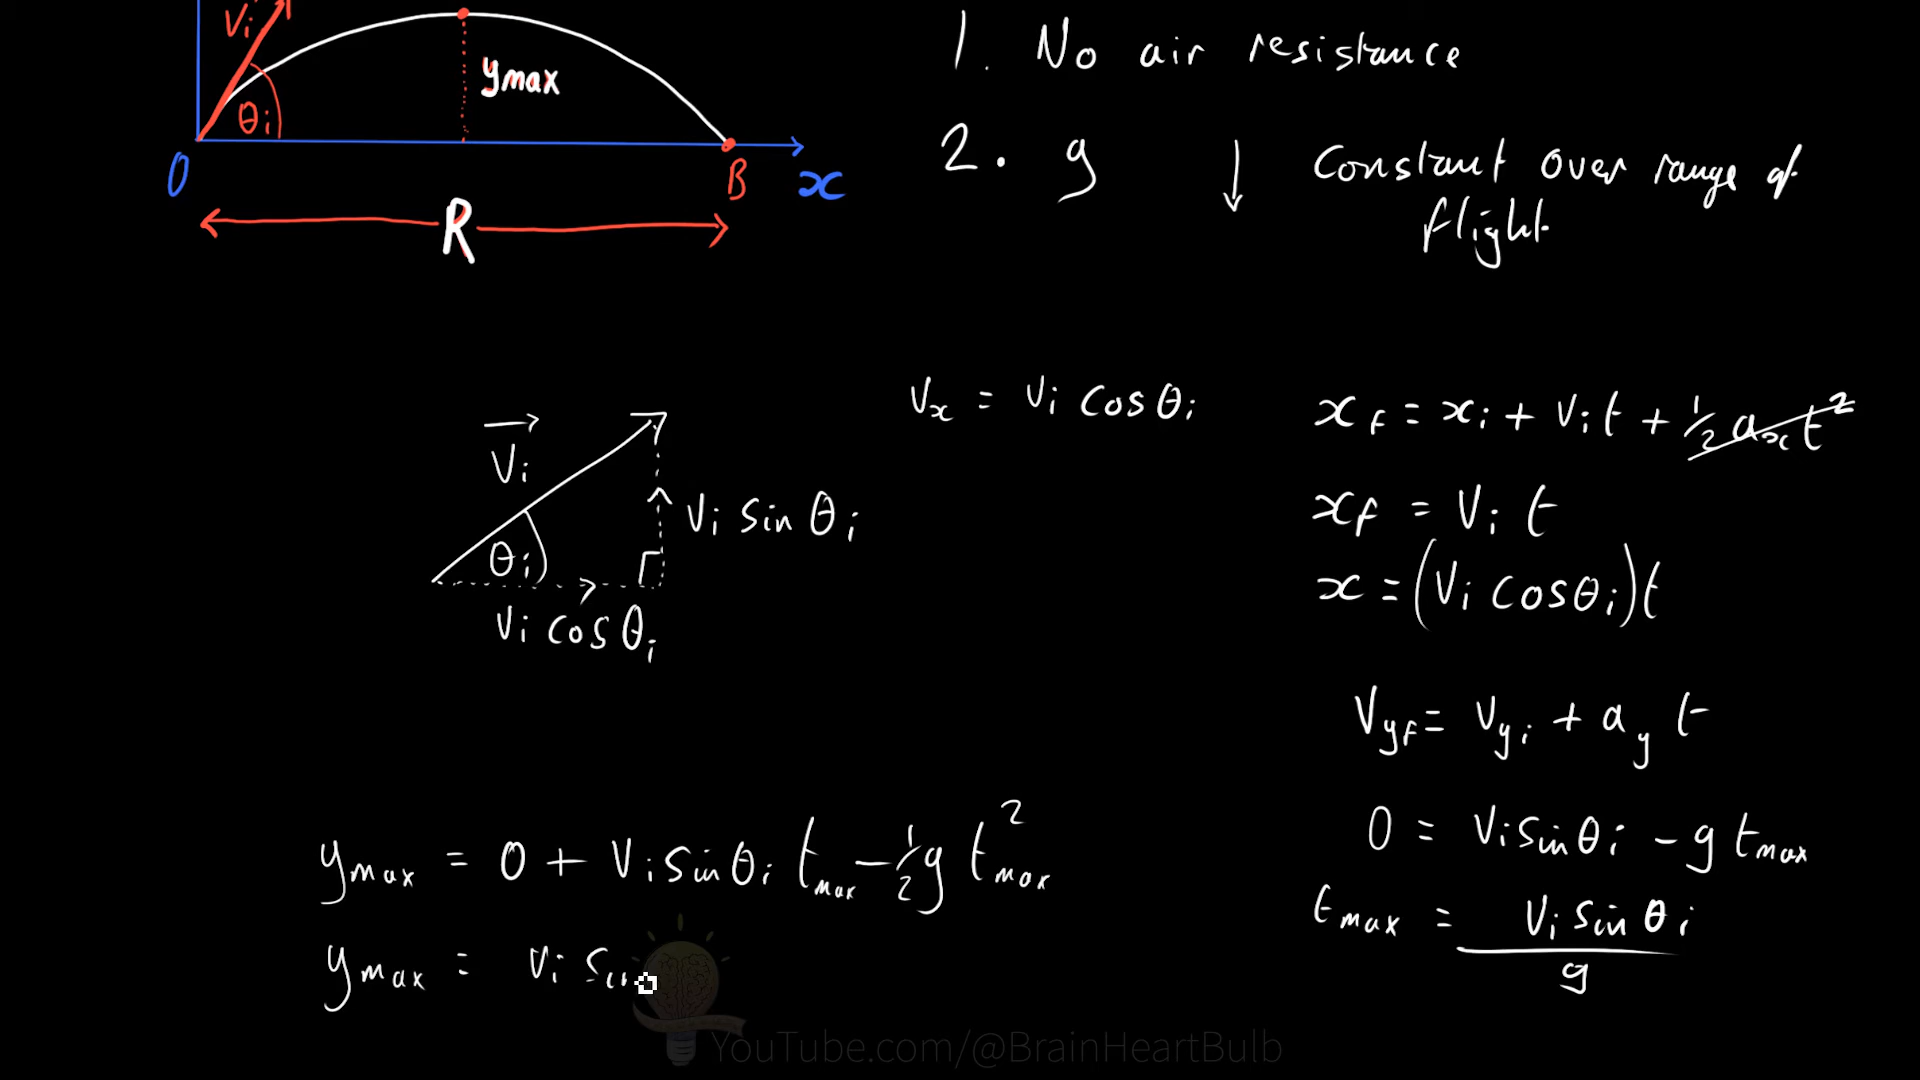 Vi
θi
ymax
O
B
x
R
1. No air resistance
2. g ↓ Constant over range of
flight
Vi
θi
Vi sin θi
Vi cos θi
Vx = Vi cos θi
xf = xi + Vi t + 1/2 ax t²
xf = Vi t
x = (Vi cos θi) t
Vyf = Vyi + ay t
0 = Vi sin θi - g tmax
tmax = Vi sin θi / g
ymax = 0 + Vi sin θi tmax - 1/2 g tmax²
ymax = Vi sin
YouTube.com/@BrainHeartBulb